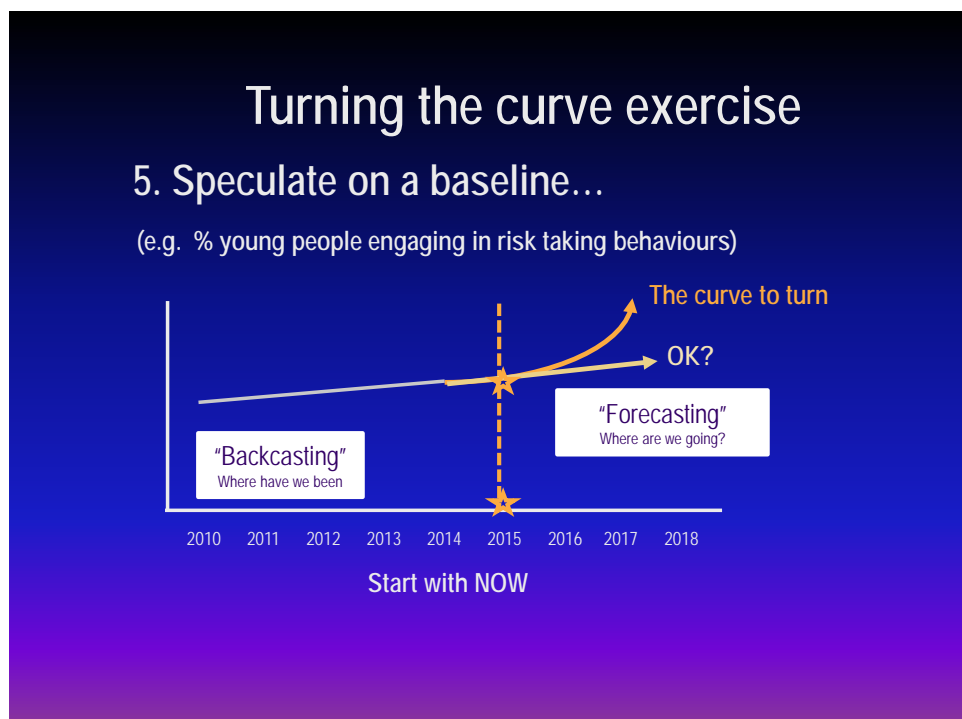 Turning the curve exercise
5. Speculate on a baseline…
(e.g. % young people engaging in risk taking behaviours)
The curve to turn
OK?
“Forecasting”
Where are we going?
“Backcasting”
Where have we been
2010 2011 2012 2013 2014 2015 2016 2017 2018
Start with NOW